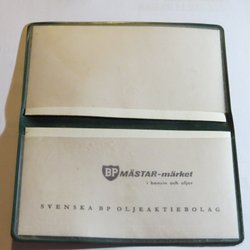 BP MÄSTAR-märket
i bensin och oljor
SVENSKA BP OLJEAKTIEBOLAG